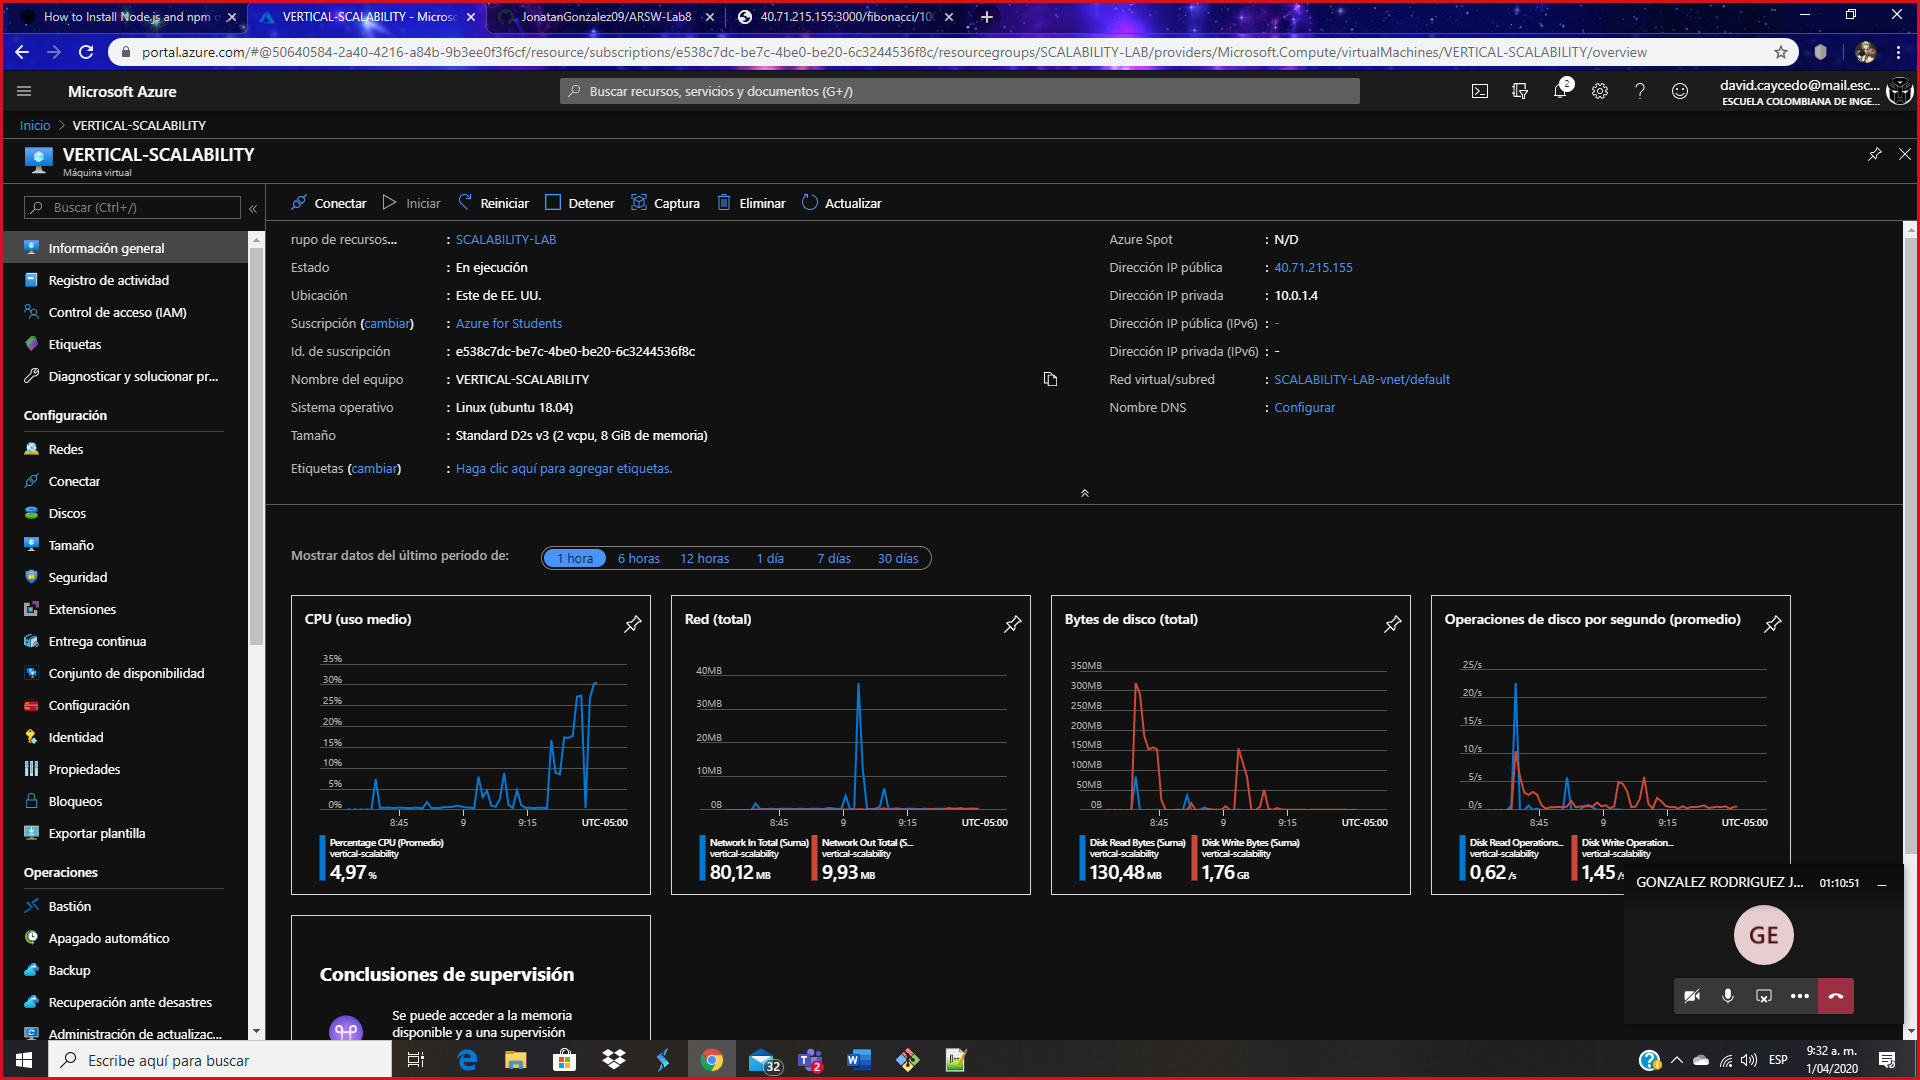 How to Install Node.js and npm o
VERTICAL-SCALABILITY - Microso
JonatanGonzalez09/ARSW-Lab8
40.71.215.155:3000/fibonacci/100
portal.azure.com/#@50640584-2a40-4216-a84b-9b3ee0f3f6cf/resource/subscriptions/e538c7dc-be7c-4be0-be20-6c3244536f8c/resourcegroups/SCALABILITY-LAB/providers/Microsoft.Compute/virtualMachines/VERTICAL-SCALABILITY/overview
Microsoft Azure
Buscar recursos, servicios y documentos (G+/)
2
david.caycedo@mail.esc...
ESCUELA COLOMBIANA DE INGE...
Inicio > VERTICAL-SCALABILITY
VERTICAL-SCALABILITY
Máquina virtual
Buscar (Ctrl+/)
«
Información general
Registro de actividad
Control de acceso (IAM)
Etiquetas
Diagnosticar y solucionar pr...
Configuración
Redes
Conectar
Discos
Tamaño
Seguridad
Extensiones
Entrega continua
Conjunto de disponibilidad
Configuración
Identidad
Propiedades
Bloqueos
Exportar plantilla
Operaciones
Bastión
Apagado automático
Backup
Recuperación ante desastres
Administración de actualizac...
Conectar
Iniciar
Reiniciar
Detener
Captura
Eliminar
Actualizar
rupo de recursos... : SCALABILITY-LAB
Estado : En ejecución
Ubicación : Este de EE. UU.
Suscripción (cambiar) : Azure for Students
Id. de suscripción : e538c7dc-be7c-4be0-be20-6c3244536f8c
Nombre del equipo : VERTICAL-SCALABILITY
Sistema operativo : Linux (ubuntu 18.04)
Tamaño : Standard D2s v3 (2 vcpu, 8 GiB de memoria)
Etiquetas (cambiar) : Haga clic aquí para agregar etiquetas.
Azure Spot : N/D
Dirección IP pública : 40.71.215.155
Dirección IP privada : 10.0.1.4
Dirección IP pública (IPv6) : -
Dirección IP privada (IPv6) : -
Red virtual/subred : SCALABILITY-LAB-vnet/default
Nombre DNS : Configurar
Mostrar datos del último período de:
1 hora
6 horas
12 horas
1 día
7 días
30 días
CPU (uso medio)
35%
30%
25%
20%
15%
10%
5%
0%
8:45
9
9:15
UTC-05:00
Percentage CPU (Promedio)
vertical-scalability
4,97 %
Red (total)
40MB
30MB
20MB
10MB
0B
8:45
9
9:15
UTC-05:00
Network In Total (Suma)
vertical-scalability
80,12 MB
Network Out Total (S...
vertical-scalability
9,93 MB
Bytes de disco (total)
350MB
300MB
250MB
200MB
150MB
100MB
50MB
0B
8:45
9
9:15
UTC-05:00
Disk Read Bytes (Suma)
vertical-scalability
130,48 MB
Disk Write Bytes (Suma)
vertical-scalability
1,76 GB
Operaciones de disco por segundo (promedio)
25/s
20/s
15/s
10/s
5/s
0/s
8:45
9
9:15
UTC-05:00
Disk Read Operations...
vertical-scalability
0,62 /s
Disk Write Operation...
vertical-scalability
1,45 /s
Conclusiones de supervisión
Se puede acceder a la memoria
disponible y a una supervisión
GONZALEZ RODRIGUEZ J...
01:10:51
GE
Escribe aquí para buscar
32
2
ESP
9:32 a. m.
1/04/2020